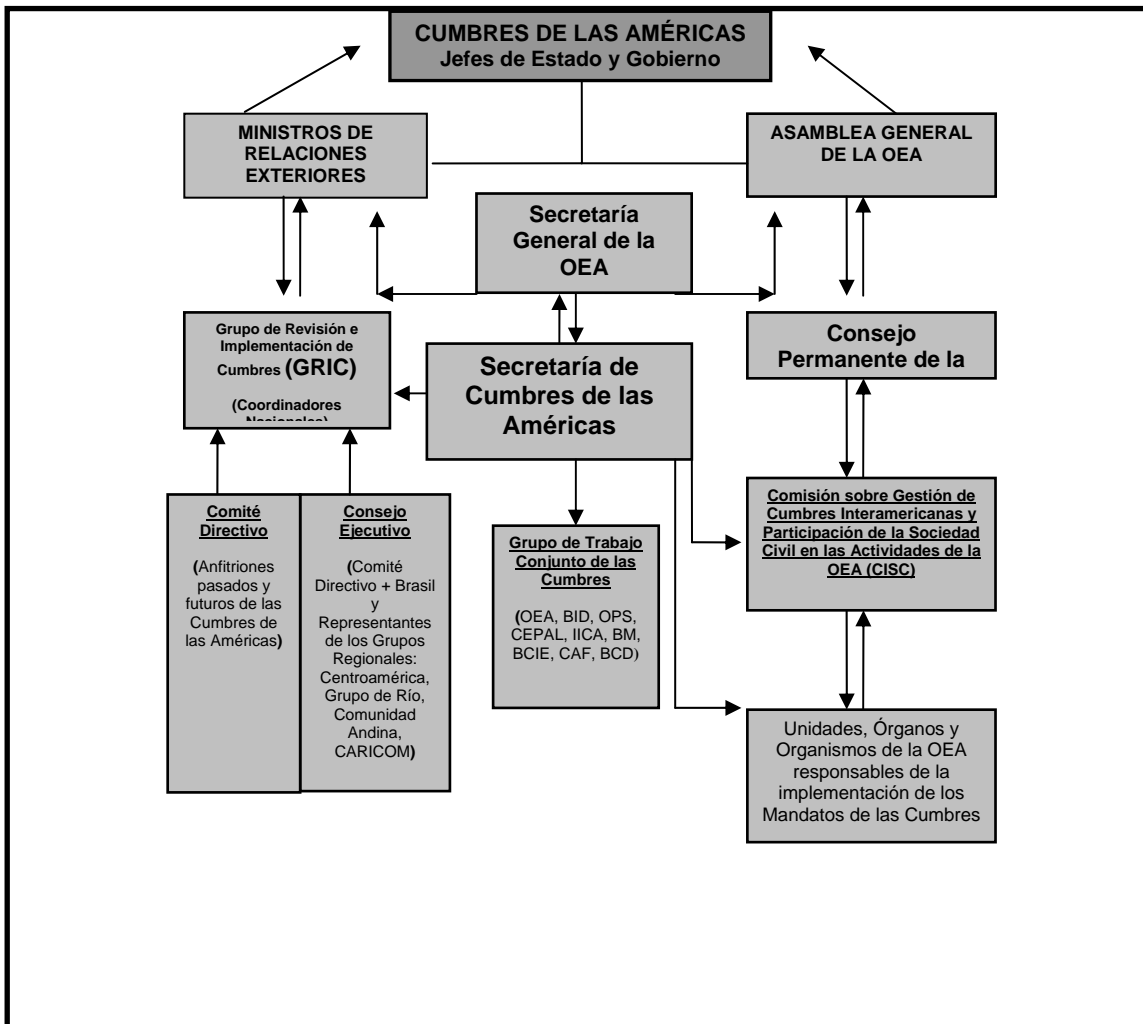 CUMBRES DE LAS AMÉRICAS
Jefes de Estado y Gobierno
MINISTROS DE
RELACIONES
EXTERIORES
ASAMBLEA GENERAL
DE LA OEA
Secretaría
General de la
OEA
Grupo de Revisión e
Implementación de
Cumbres (GRIC)
(Coordinadores
Secretaría de
Cumbres de las
Américas
Consejo
Permanente de la
Comité
Directivo
(Anfitriones
pasados y
futuros de las
Cumbres de
las Américas)
Consejo
Ejecutivo
(Comité
Directivo + Brasil
y
Representantes
de los Grupos
Regionales:
Centroamérica,
Grupo de Río,
Comunidad
Andina,
CARICOM)
Grupo de Trabajo
Conjunto de las
Cumbres
(OEA, BID, OPS,
CEPAL, IICA, BM,
BCIE, CAF, BCD)
Comisión sobre Gestión de
Cumbres Interamericanas y
Participación de la Sociedad
Civil en las Actividades de la
OEA (CISC)
Unidades, Órganos y
Organismos de la OEA
responsables de la
implementación de los
Mandatos de las Cumbres